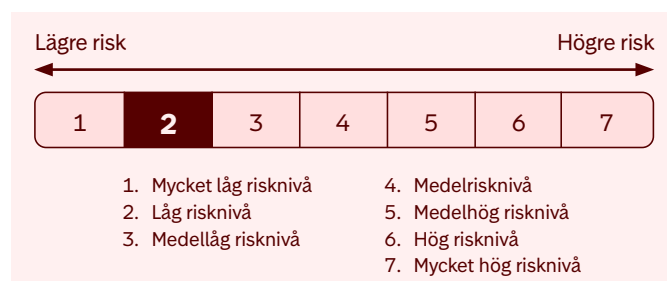 Lägre risk Högre risk
1 2 3 4 5 6 7
1. Mycket låg risknivå
2. Låg risknivå
3. Medellåg risknivå
4. Medelrisknivå
5. Medelhög risknivå
6. Hög risknivå
7. Mycket hög risknivå